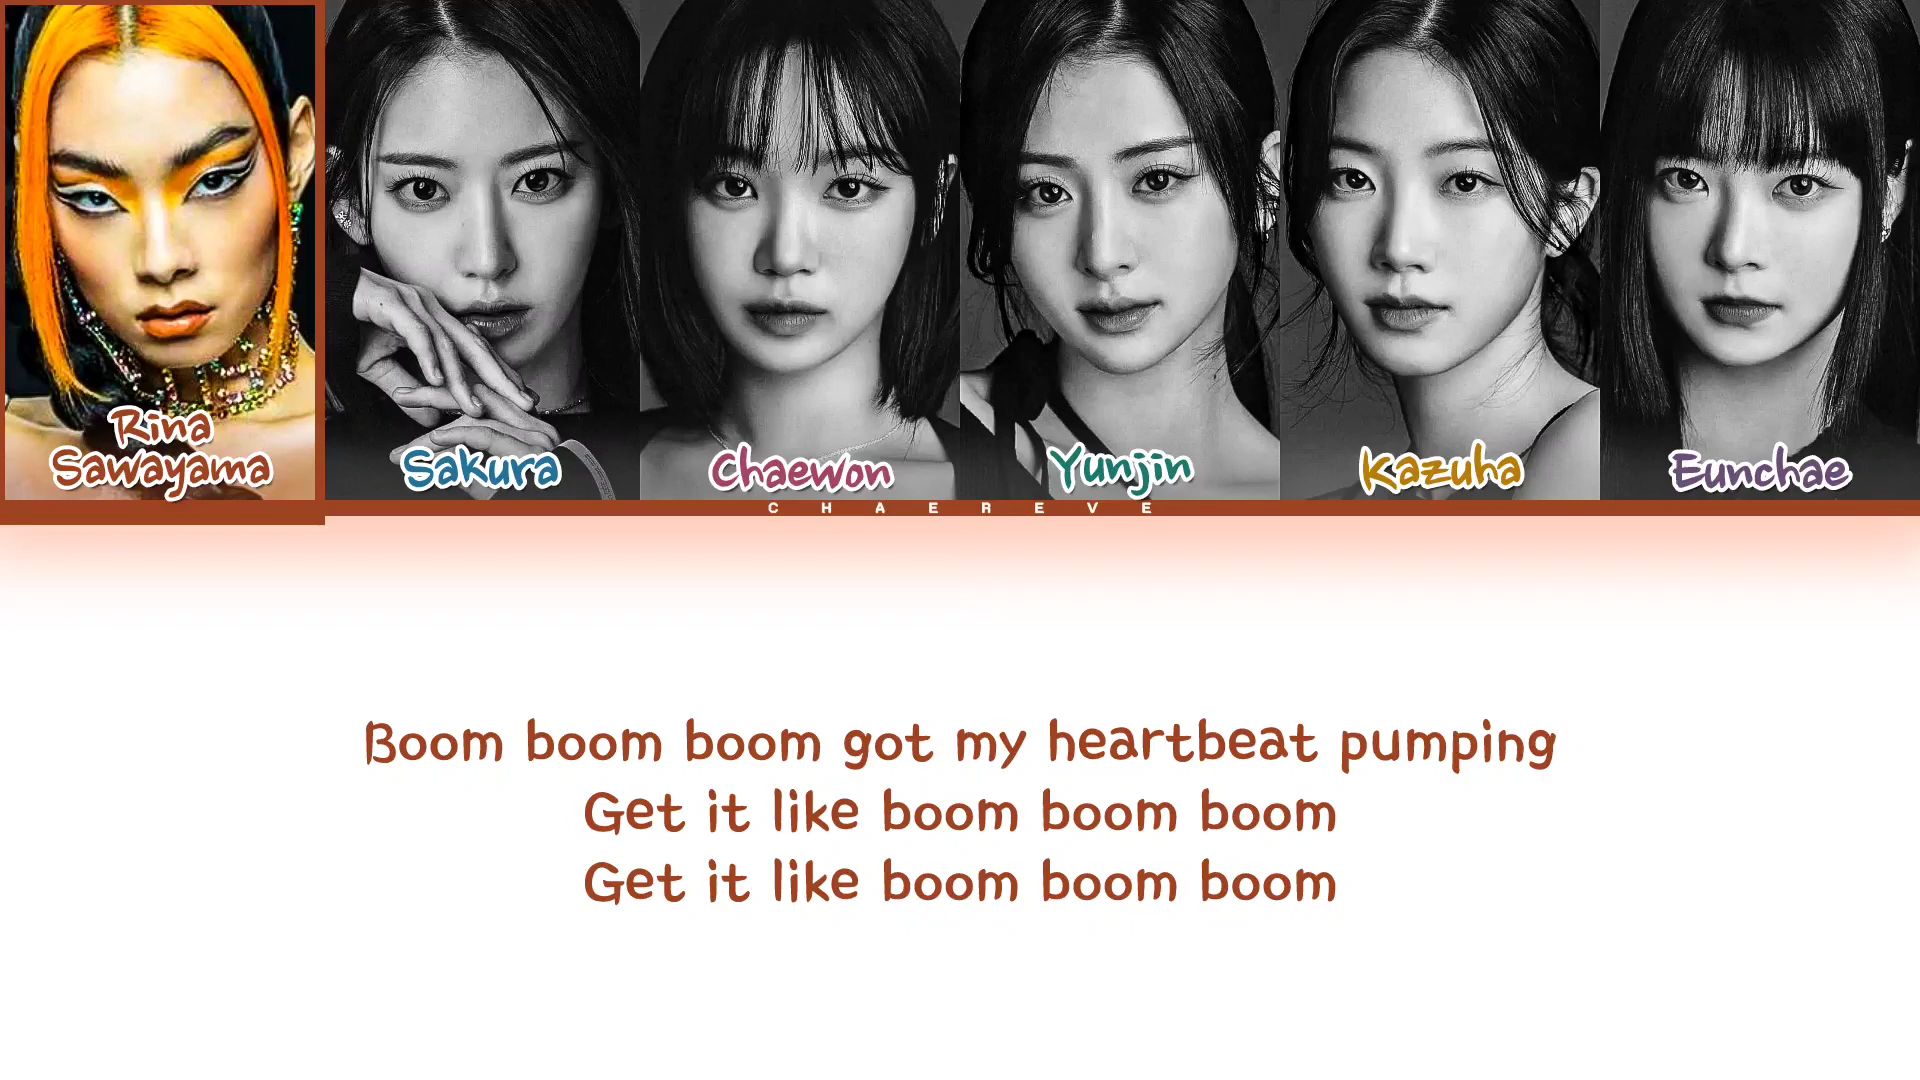 Rina
Sawayama
Sakura
Chaewon
Yunjin
Kazuha
Eunchae
CHAEREVE
Boom boom boom got my heartbeat pumping
Get it like boom boom boom
Get it like boom boom boom